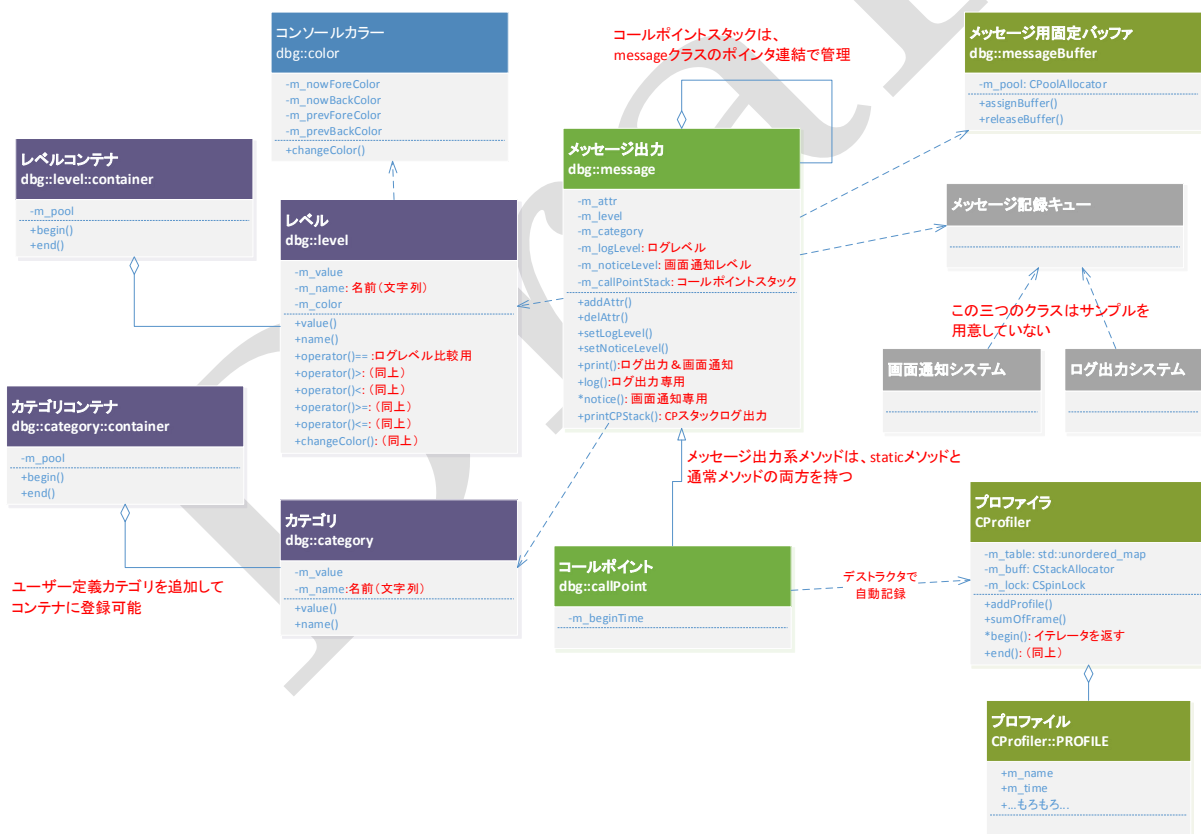 コンソールカラー
dbg::color
-m_nowForeColor
-m_nowBackColor
-m_prevForeColor
-m_prevBackColor
+changeColor()
コールポイントスタックは、
messageクラスのポインタ連結で管理
メッセージ用固定バッファ
dbg::messageBuffer
-m_pool: CPoolAllocator
+assignBuffer()
+releaseBuffer()
レベルコンテナ
dbg::level::container
-m_pool
+begin()
+end()
レベル
dbg::level
-m_value
-m_name: 名前(文字列)
-m_color
+value()
+name()
+operator()== :ログレベル比較用
+operator()>: (同上)
+operator()<: (同上)
+operator()>=: (同上)
+operator()<=: (同上)
+changeColor(): (同上)
メッセージ出力
dbg::message
-m_attr
-m_level
-m_category
-m_logLevel: ログレベル
-m_noticeLevel: 画面通知レベル
-m_callPointStack: コールポイントスタック
+addAttr()
+delAttr()
+setLogLevel()
+setNoticeLevel()
+print():ログ出力&画面通知
+log():ログ出力専用
*notice(): 画面通知専用
+printCPStack(): CPスタックログ出力
メッセージ記録キュー
この三つのクラスはサンプルを
用意していない
画面通知システム
ログ出力システム
カテゴリコンテナ
dbg::category::container
-m_pool
+begin()
+end()
ユーザー定義カテゴリを追加して
コンテナに登録可能
カテゴリ
dbg::category
-m_value
-m_name:名前(文字列)
+value()
+name()
メッセージ出力系メソッドは、staticメソッドと
通常メソッドの両方を持つ
コールポイント
dbg::callPoint
-m_beginTime
デストラクタで
自動記録
プロファイラ
CProfiler
-m_table: std::unordered_map
-m_buff: CStackAllocator
-m_lock: CSpinLock
+addProfile()
+sumOfFrame()
*begin(): イテレータを返す
+end(): (同上)
プロファイル
CProfiler::PROFILE
+m_name
+m_time
+...もろもろ...